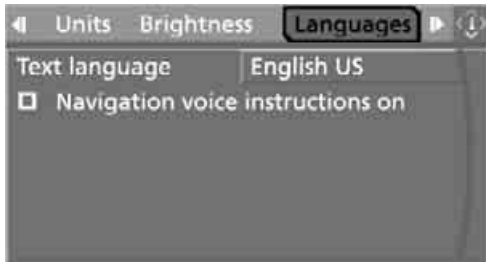 Units Brightness Languages
Text language English US
Navigation voice instructions on